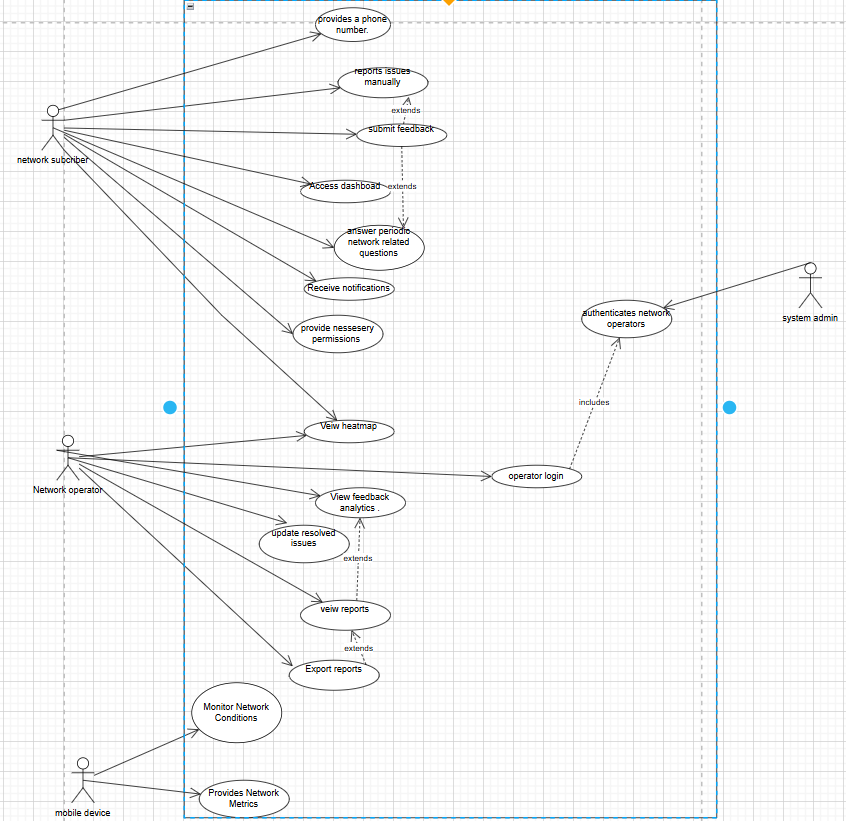 provides a phone
number.
reports issues
manually
extends
submit feedback
network subcriber
Access dashboad
extends
answer periodic
network related
questions
Receive notifications
provide nessesery
permissions
authenticates network
operators
system admin
includes
Veiw heatmap
Network operator
operator login
View feedback
analytics .
update resolved
issues
extends
veiw reports
extends
Export reports
Monitor Network
Conditions
Provides Network
Metrics
mobile device